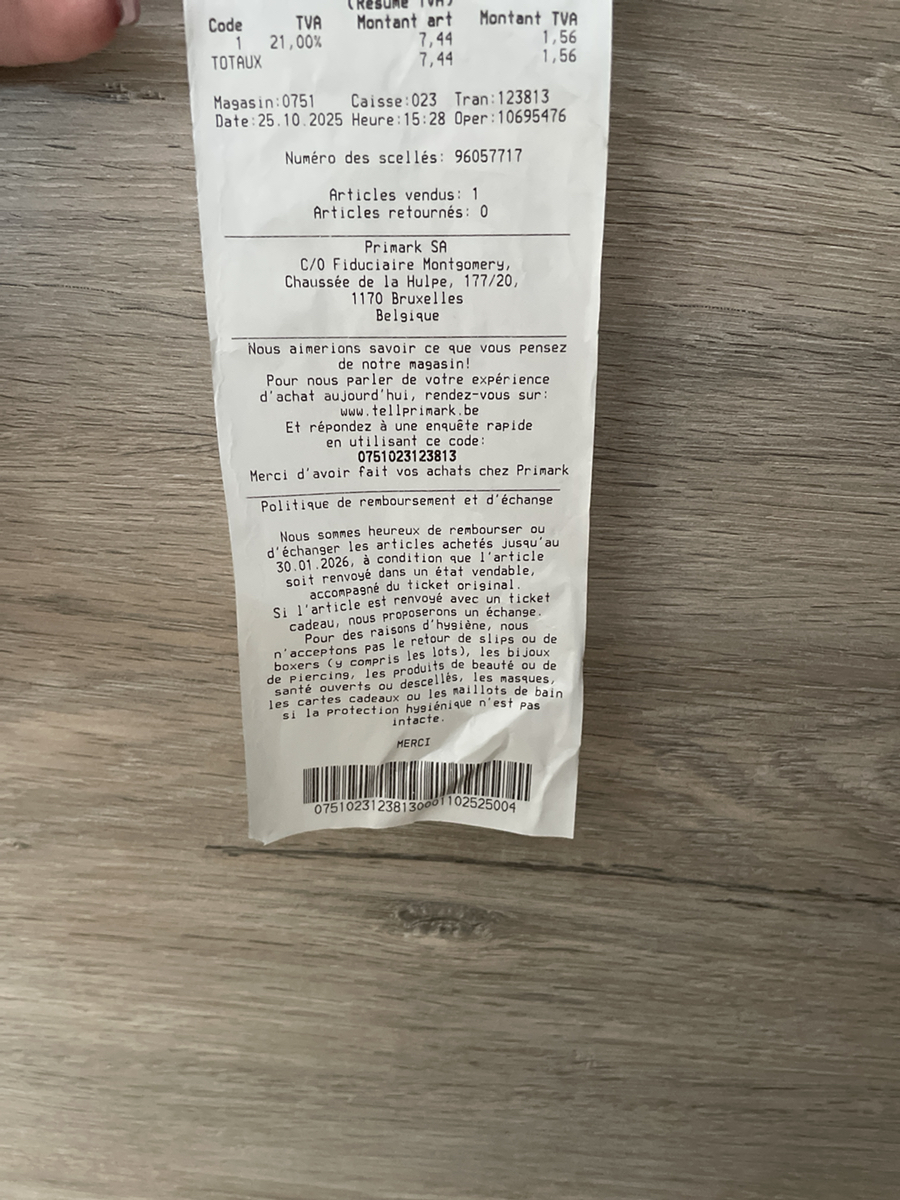 (Résumé TVA)
Code TVA Montant art Montant TVA
1 21,00% 7,44 1,56
TOTAUX 7,44 1,56
Magasin:0751 Caisse:023 Tran:123813
Date:25.10.2025 Heure:15:28 Oper:10695476
Numéro des scellés: 96057717
Articles vendus: 1
Articles retournés: 0
Primark SA
C/O Fiduciaire Montgomery,
Chaussée de la Hulpe, 177/20,
1170 Bruxelles
Belgique
Nous aimerions savoir ce que vous pensez
de notre magasin!
Pour nous parler de votre expérience
d'achat aujourd'hui, rendez-vous sur:
www.tellprimark.be
Et répondez à une enquête rapide
en utilisant ce code:
0751023123813
Merci d'avoir fait vos achats chez Primark
Politique de remboursement et d'échange
Nous sommes heureux de rembourser ou
d'échanger les articles achetés jusqu'au
30.01.2026, à condition que l'article
soit renvoyé dans un état vendable,
accompagné du ticket original.
Si l'article est renvoyé avec un ticket
cadeau, nous proposerons un échange.
Pour des raisons d'hygiène, nous
n'acceptons pas le retour de slips ou de
boxers (y compris les lots), les bijoux
de piercing, les produits de beauté ou de
santé ouverts ou descellés, les masques,
les cartes cadeaux ou les maillots de bain
si la protection hygiénique n'est pas
intacte.
MERCI
07510231238130001102525004